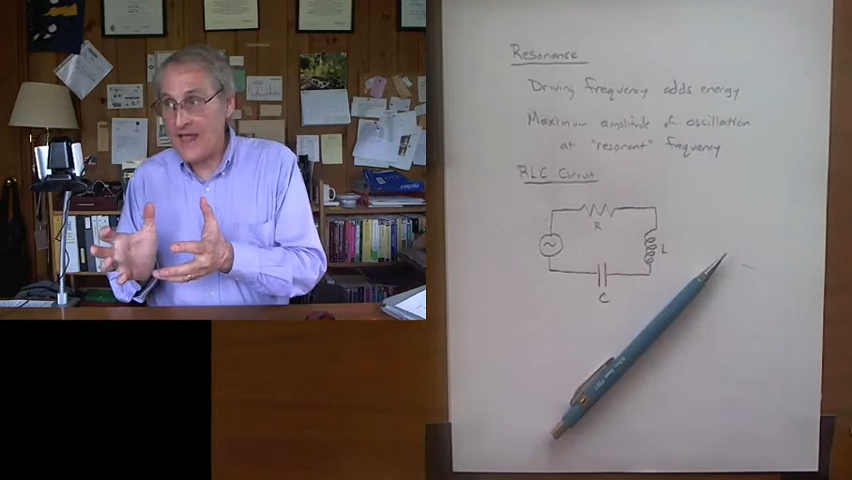 Resonance
Driving frequency adds energy
Maximum amplitude of oscillation
at "resonant" frequency
RLC Circuit
R
L
C